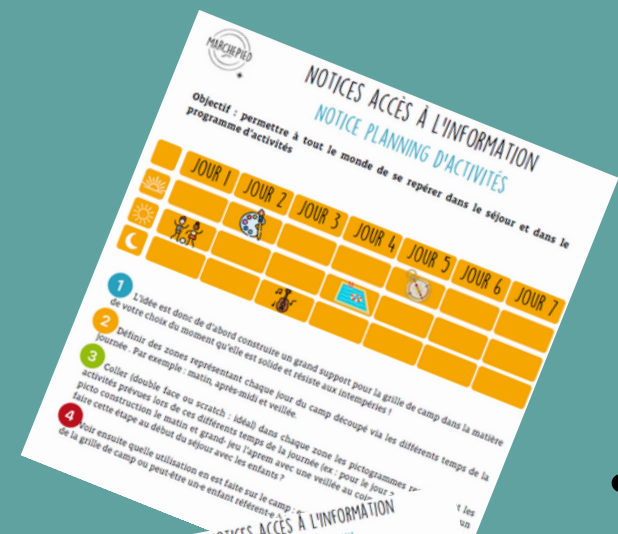 MARCHEPIED
NOTICES ACCÈS À L'INFORMATION
NOTICE PLANNING D'ACTIVITÉS
Objectif : permettre à tout le monde de se repérer dans le séjour et dans le
programme d'activités
JOUR 1 JOUR 2 JOUR 3 JOUR 4 JOUR 5 JOUR 6 JOUR 7
1 L'idée est donc de d'abord construire un grand support pour la grille de camp dans la matière
de votre choix du moment qu'elle est solide et résiste aux intempéries !
2 Définir des zones représentant chaque jour du camp découpé via les différents temps de la
journée . Par exemple : matin, après-midi et veillée.
3 Coller (double face ou scratch : idéal) dans chaque zone les pictogrammes les
activités prévues lors de ces différents temps de la journée (ex : pour le jour un
picto construction le matin et grand- jeu l'aprem avec une veillée au
faire cette étape au début du séjour avec les enfants ?
4 Voir ensuite quelle utilisation en est faite sur le camp :
de la grille de camp ou peut-être un-e enfant référent-e
NOTICES ACCÈS À L'INFORMATION